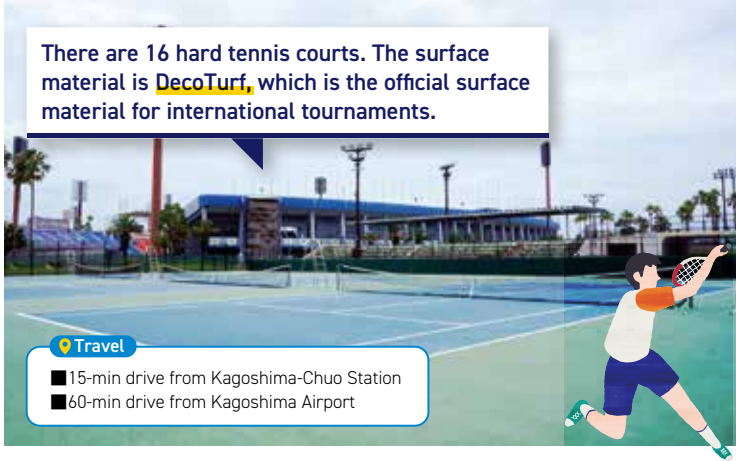 There are 16 hard tennis courts. The surface
material is DecoTurf, which is the official surface
material for international tournaments.
Travel
■15-min drive from Kagoshima-Chuo Station
■60-min drive from Kagoshima Airport